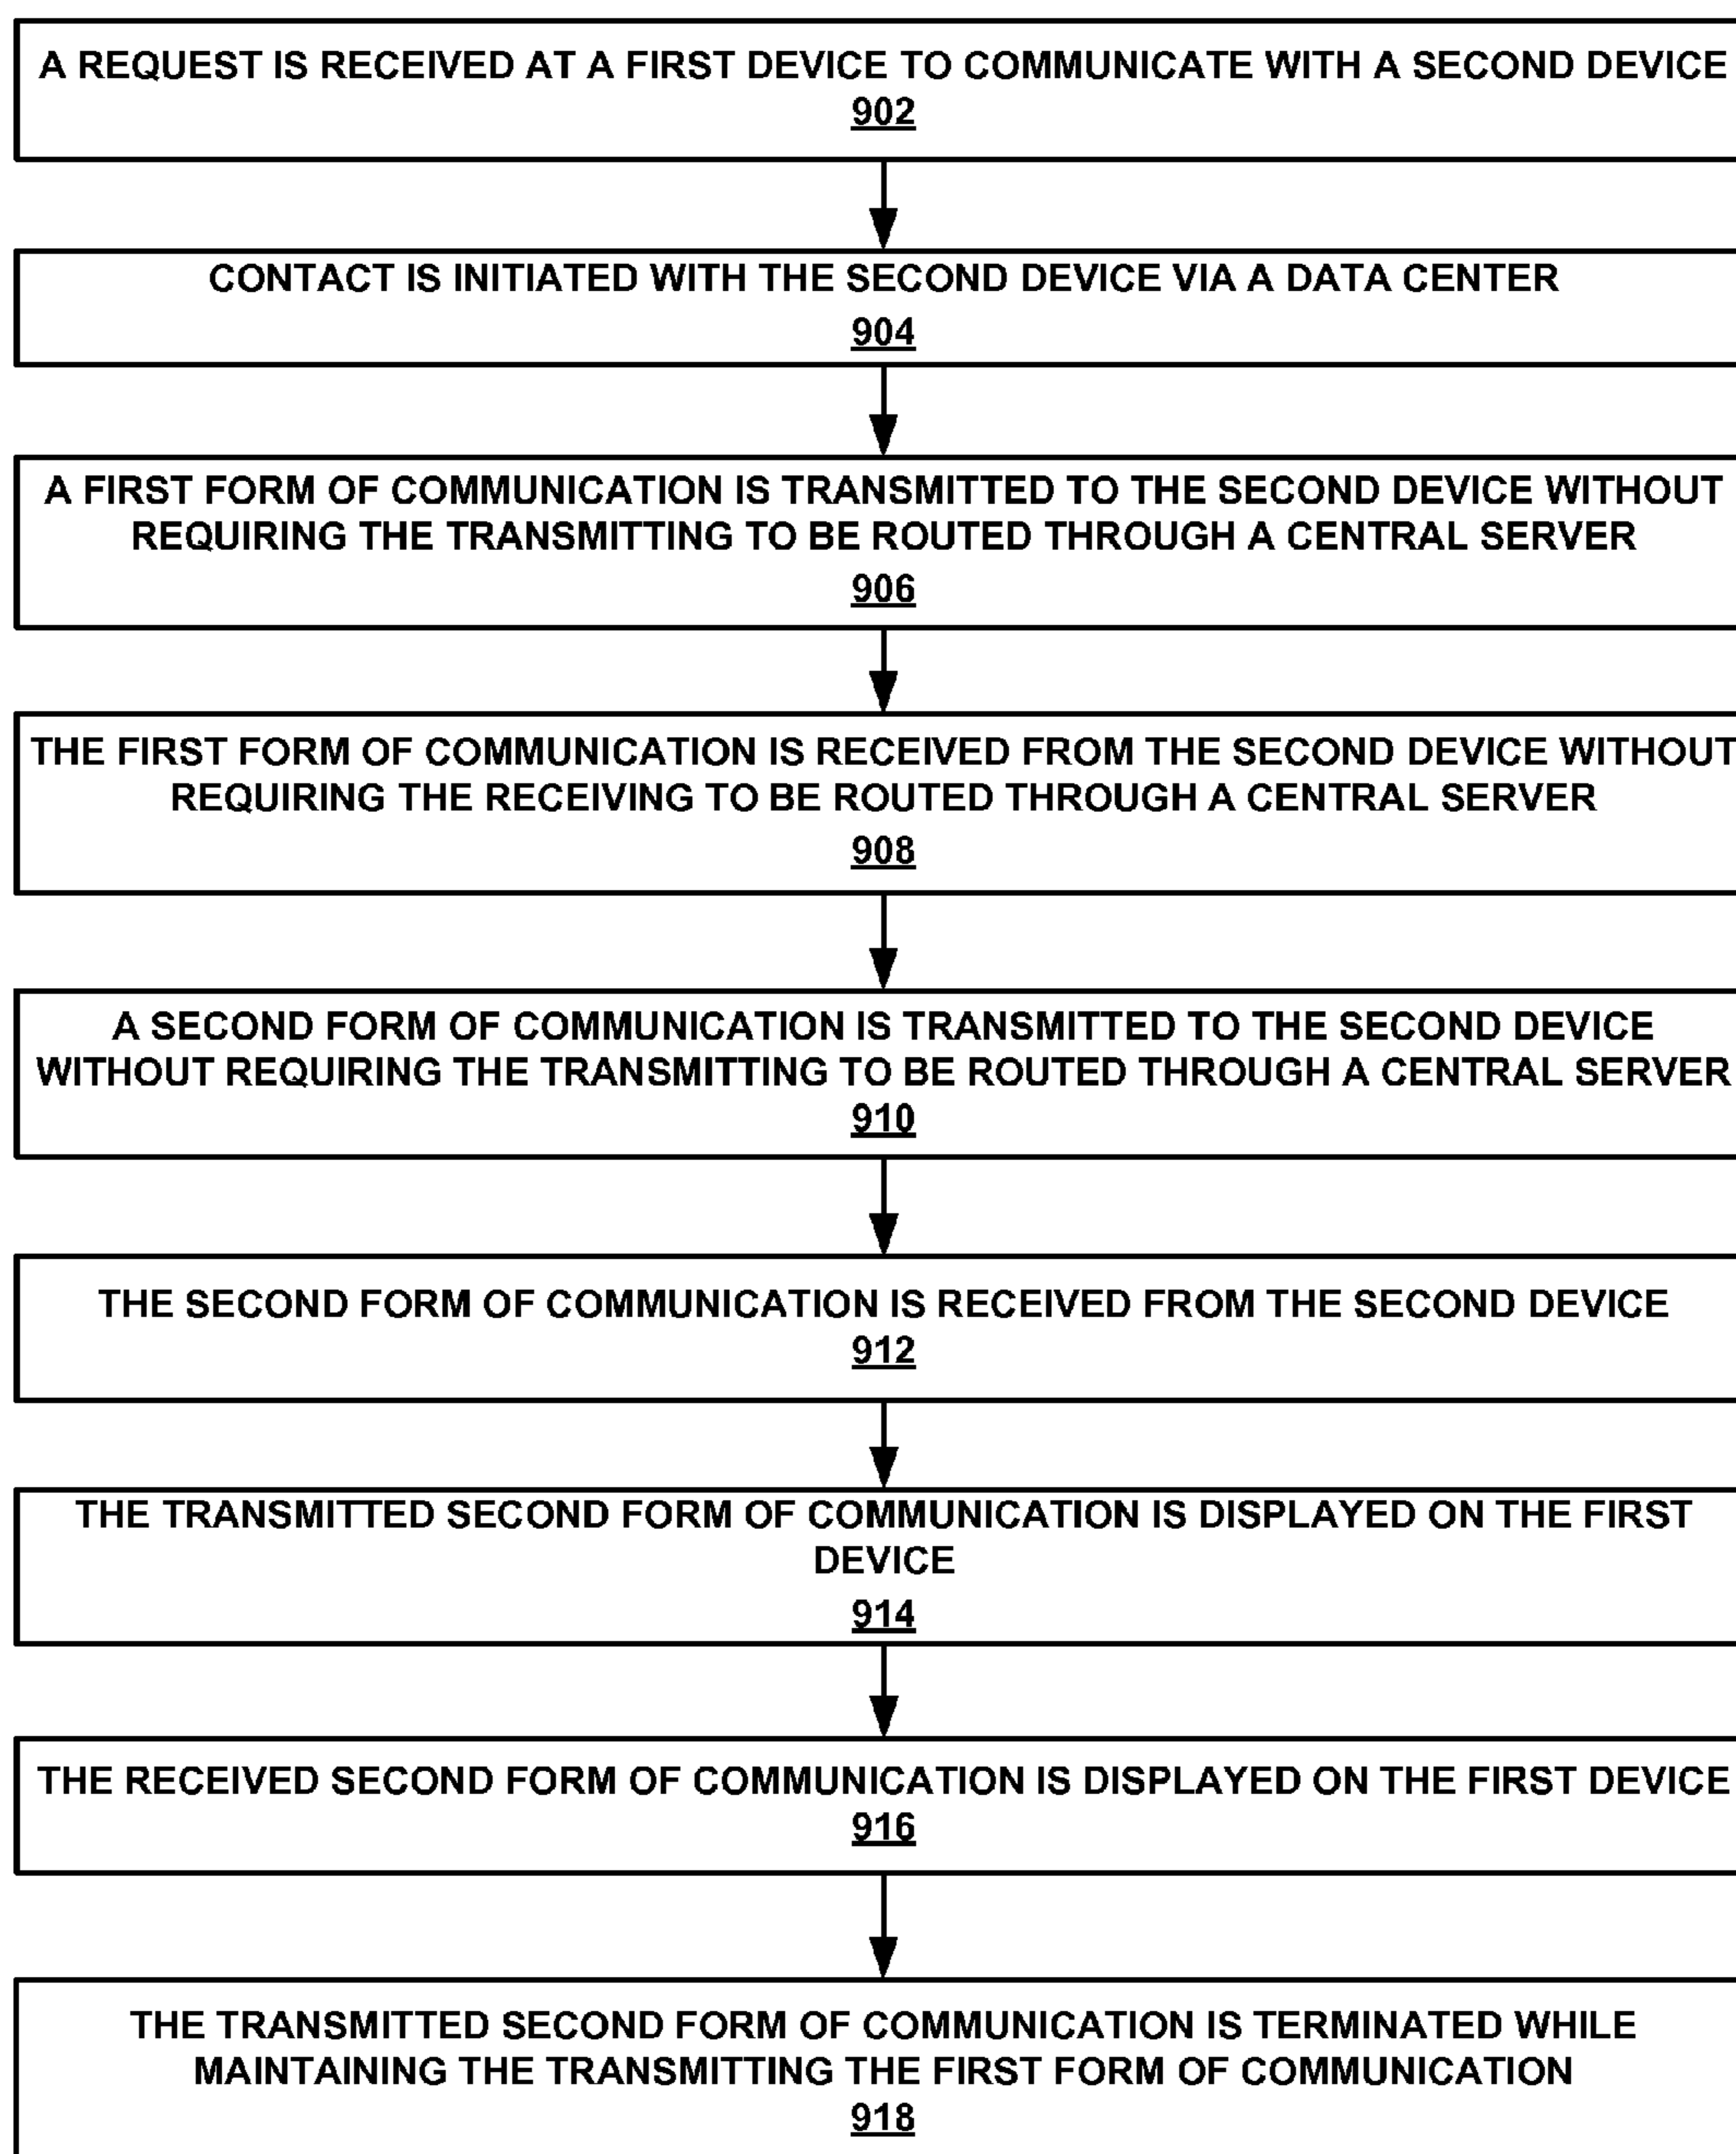 A REQUEST IS RECEIVED AT A FIRST DEVICE TO COMMUNICATE WITH A SECOND DEVICE
902
CONTACT IS INITIATED WITH THE SECOND DEVICE VIA A DATA CENTER
904
A FIRST FORM OF COMMUNICATION IS TRANSMITTED TO THE SECOND DEVICE WITHOUT
REQUIRING THE TRANSMITTING TO BE ROUTED THROUGH A CENTRAL SERVER
906
THE FIRST FORM OF COMMUNICATION IS RECEIVED FROM THE SECOND DEVICE WITHOUT
REQUIRING THE RECEIVING TO BE ROUTED THROUGH A CENTRAL SERVER
908
A SECOND FORM OF COMMUNICATION IS TRANSMITTED TO THE SECOND DEVICE
WITHOUT REQUIRING THE TRANSMITTING TO BE ROUTED THROUGH A CENTRAL SERVER
910
THE SECOND FORM OF COMMUNICATION IS RECEIVED FROM THE SECOND DEVICE
912
THE TRANSMITTED SECOND FORM OF COMMUNICATION IS DISPLAYED ON THE FIRST
DEVICE
914
THE RECEIVED SECOND FORM OF COMMUNICATION IS DISPLAYED ON THE FIRST DEVICE
916
THE TRANSMITTED SECOND FORM OF COMMUNICATION IS TERMINATED WHILE
MAINTAINING THE TRANSMITTING THE FIRST FORM OF COMMUNICATION
918